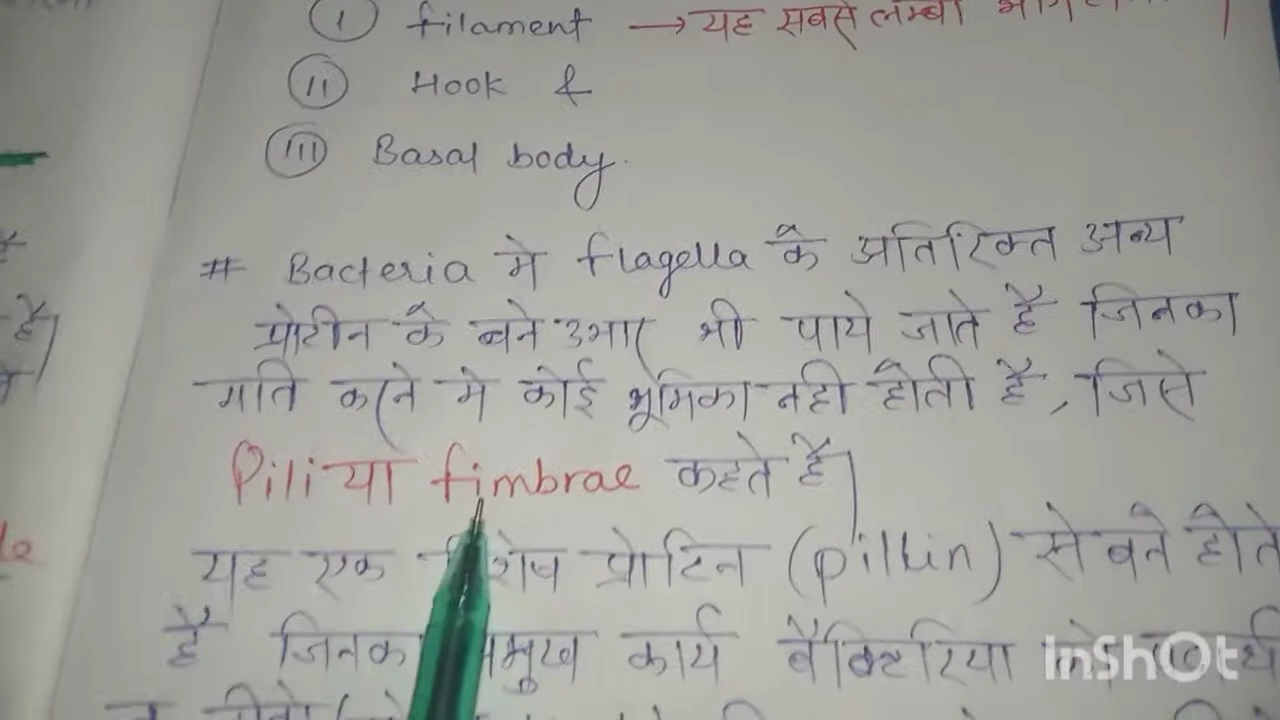 I filament → यह सबसे लम्बा भाग
II Hook &
III Basal body.
# Bacteria मे flagella के अतिरिक्त अन्य
प्रोटीन के बने उभार भी पाये जाते है जिनका
गति करने मे कोई भूमिका नही होती है, जिसे
Pili या fimbrae कहते है।
यह एक प्रोटिन (pillin) से बने होते
है जिनका कार्य बैक्टिरिया को
InShOt